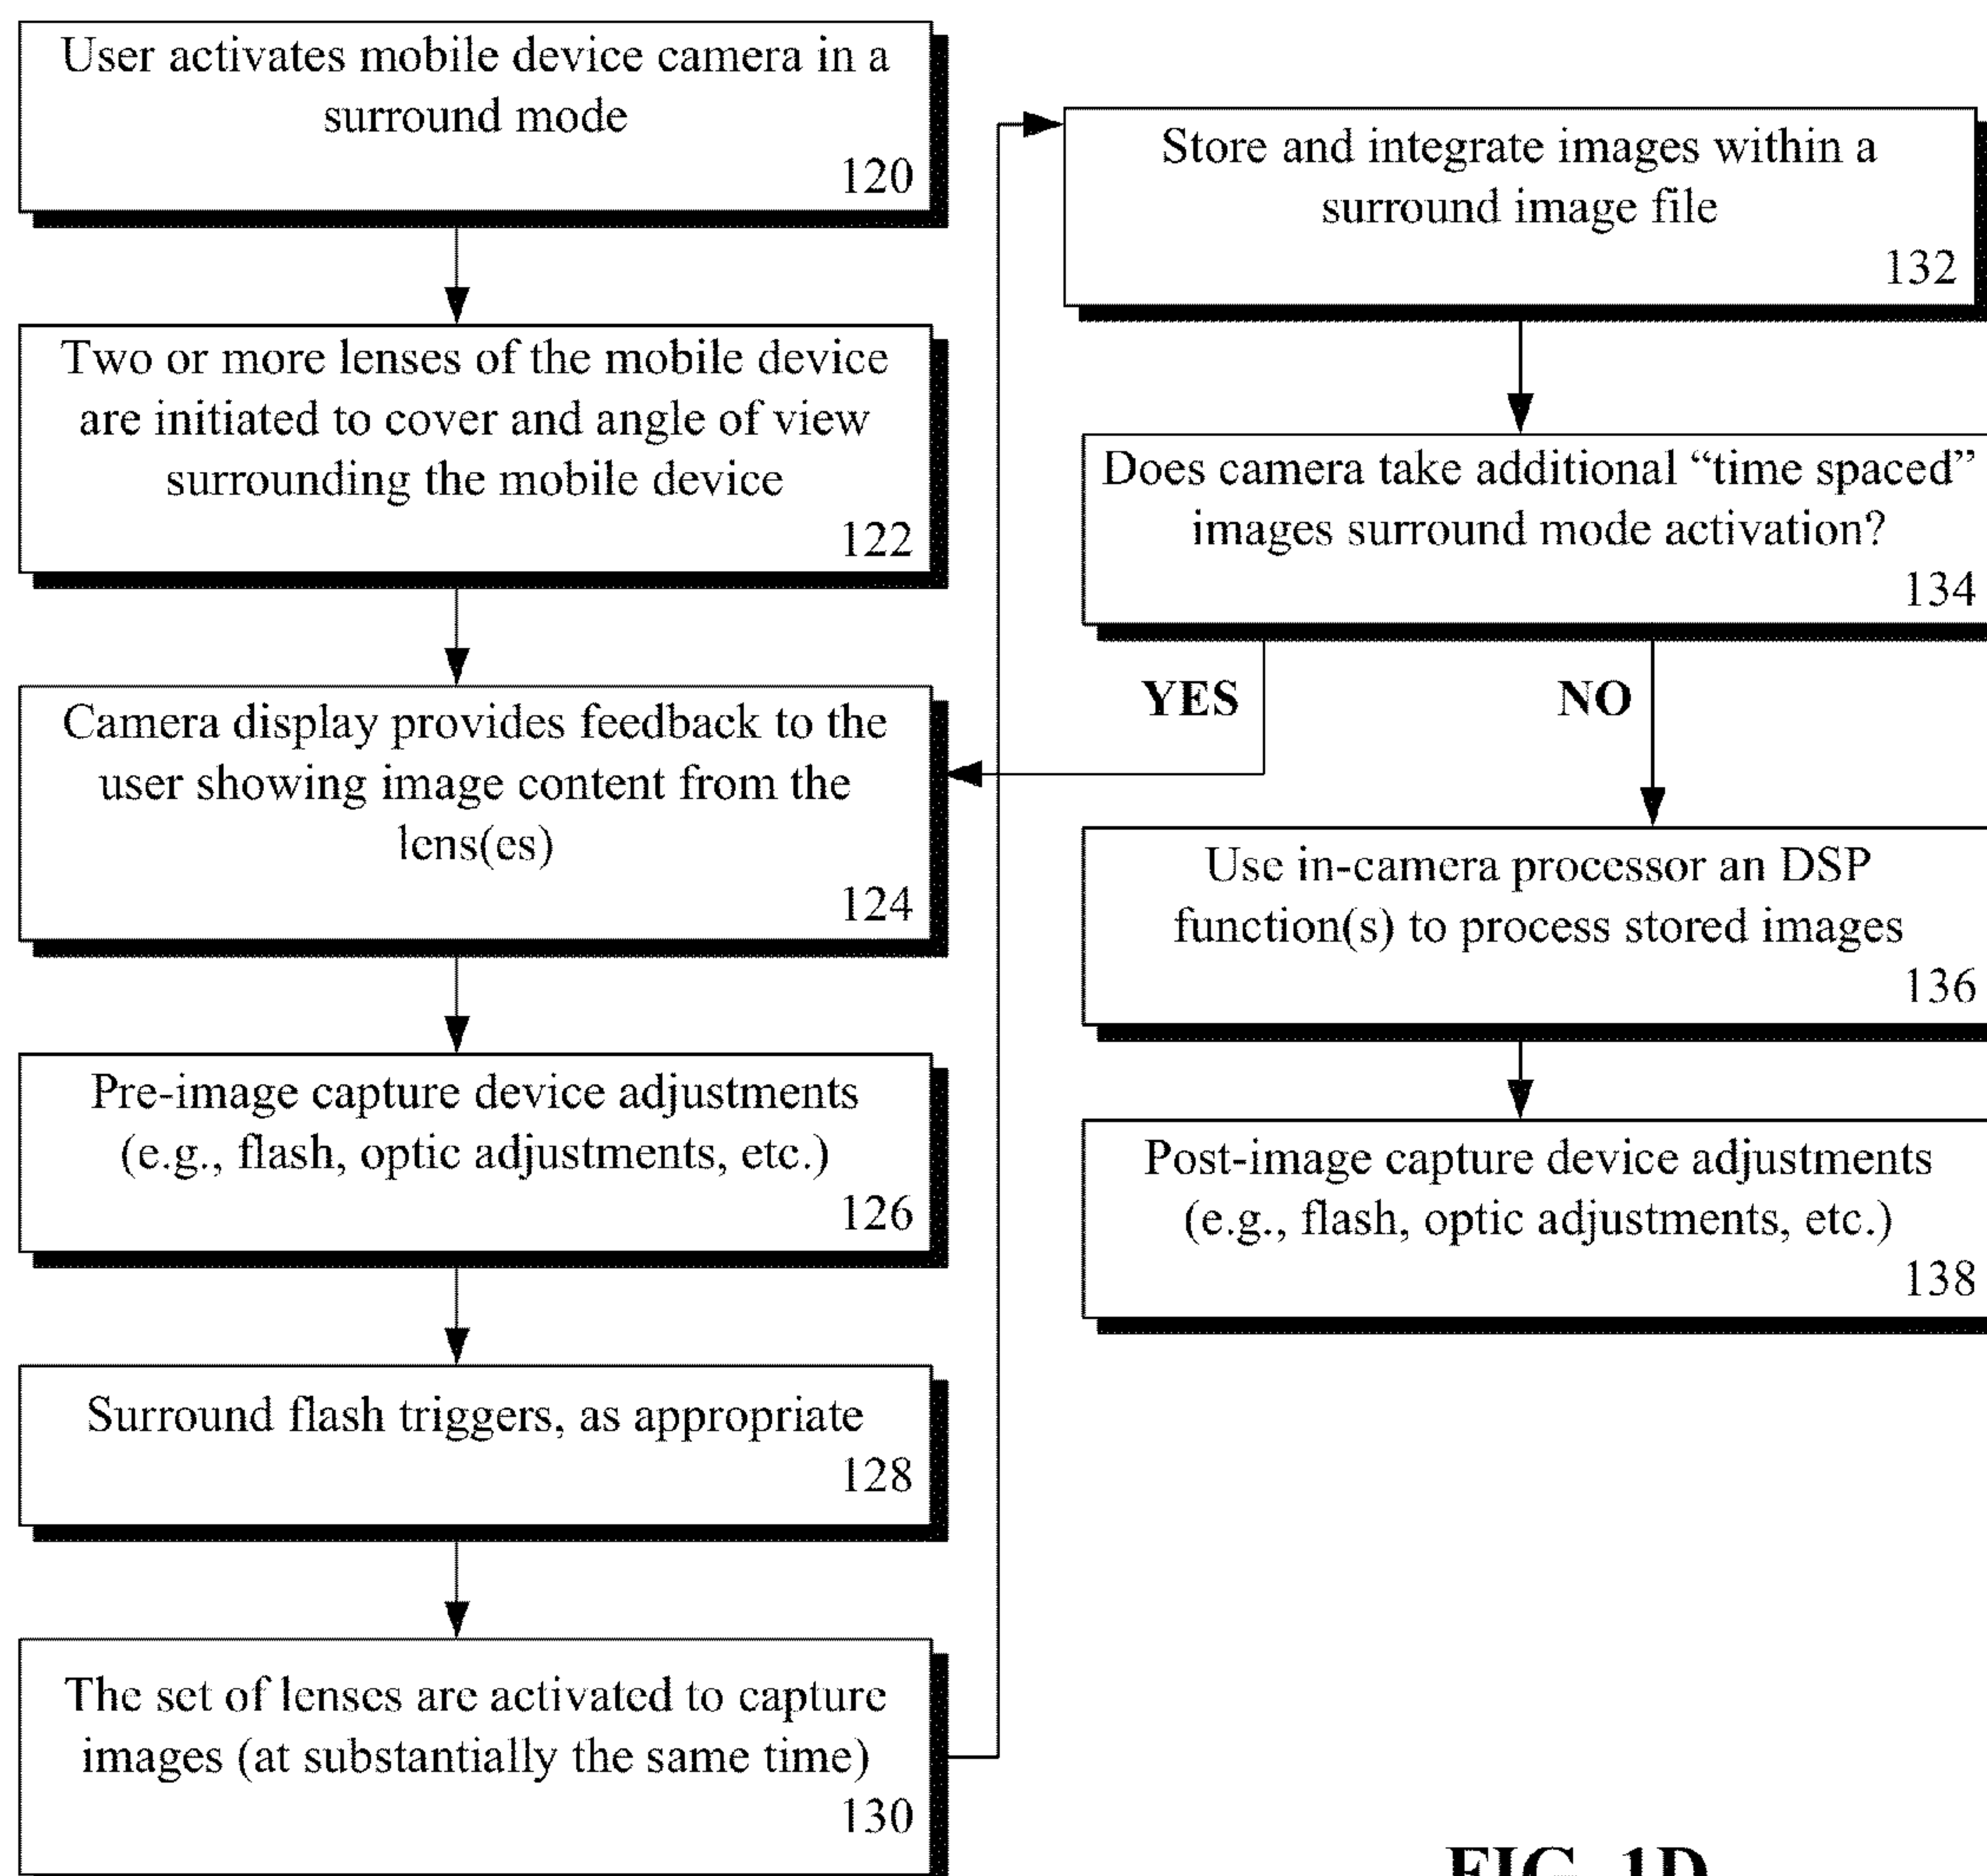 User activates mobile device camera in a
surround mode
120
Two or more lenses of the mobile device
are initiated to cover and angle of view
surrounding the mobile device
122
Camera display provides feedback to the
user showing image content from the
lens(es)
124
Pre-image capture device adjustments
(e.g., flash, optic adjustments, etc.)
126
Surround flash triggers, as appropriate
128
The set of lenses are activated to capture
images (at substantially the same time)
130
Store and integrate images within a
surround image file
132
Does camera take additional “time spaced”
images surround mode activation?
134
YES
NO
Use in-camera processor an DSP
function(s) to process stored images
136
Post-image capture device adjustments
(e.g., flash, optic adjustments, etc.)
138
FIG. 1D